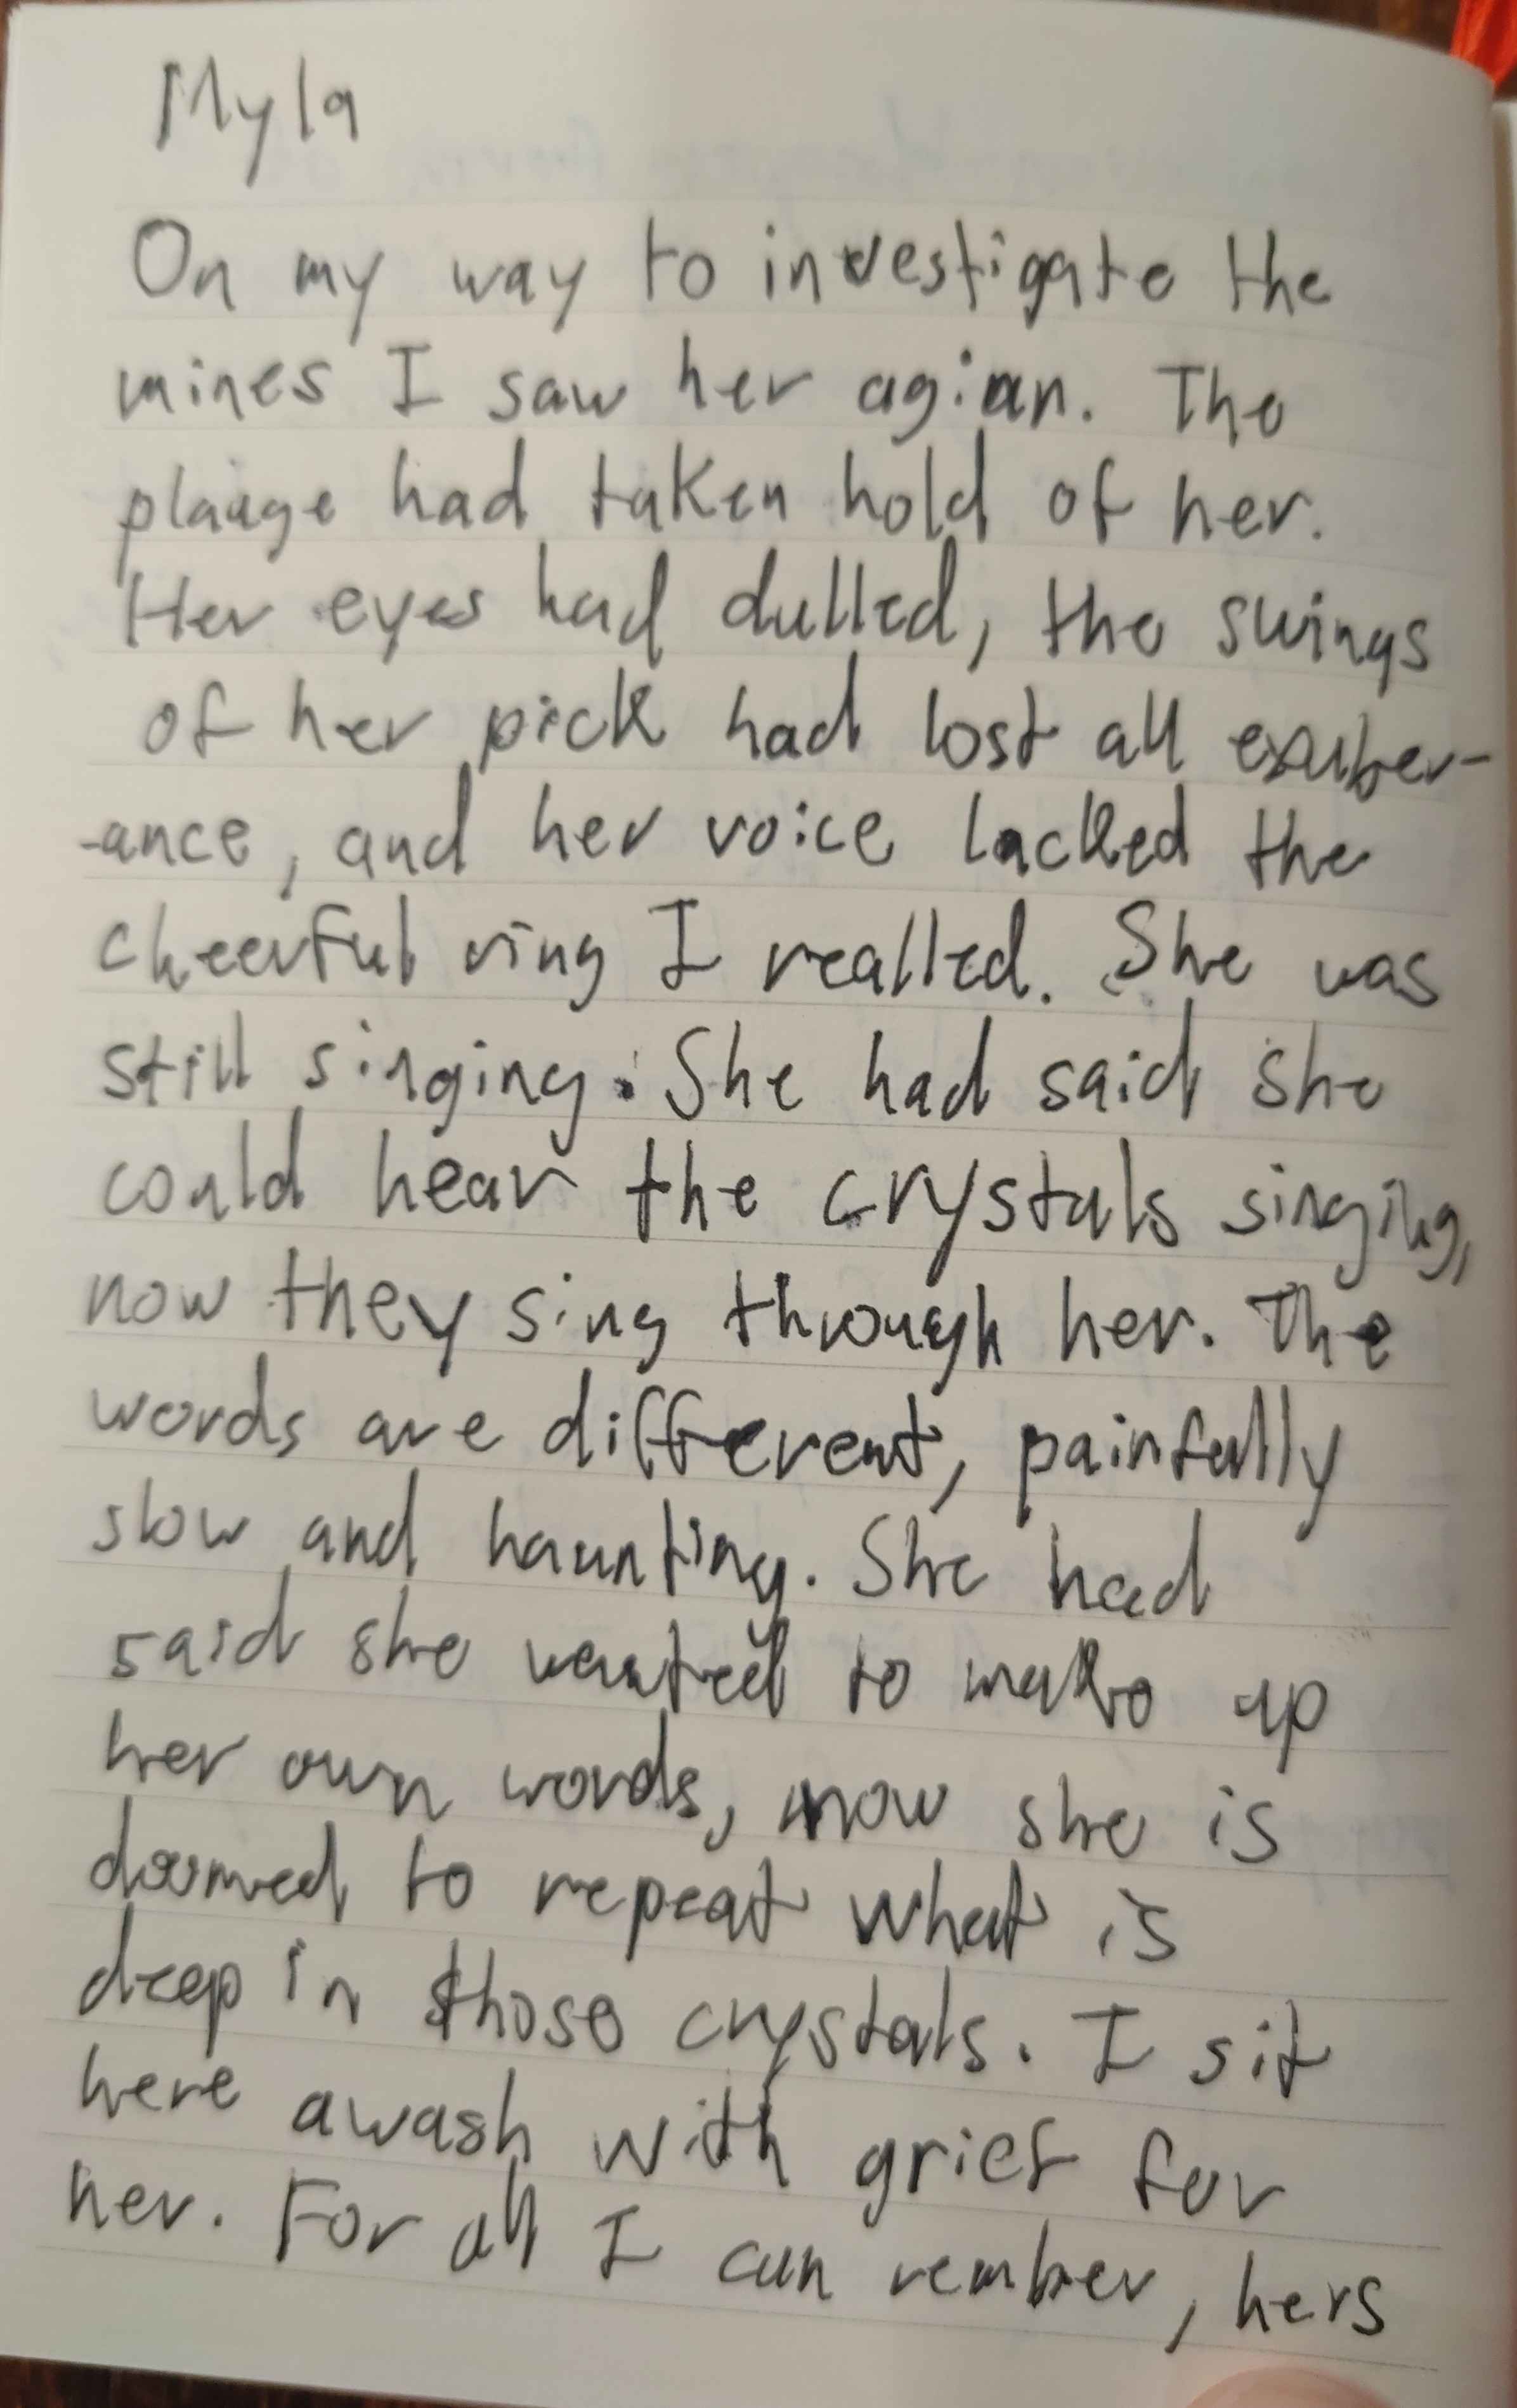 Myla
On my way to investigate the
mines I saw her agian. The
plauge had taken hold of her.
Her eyes had dulled, the swings
of her pick had lost all exuber-
-ance, and her voice lacked the
cheerful ring I realled. She was
still singing. She had said she
could hear the crystals singing,
now they sing through her. The
words are different, painfully
slow and haunting. She had
said she wanted to make up
her own words, now she is
doomed to repeat what is
deep in those crystals. I sit
here awash with grief for
her. For all I can rember, hers